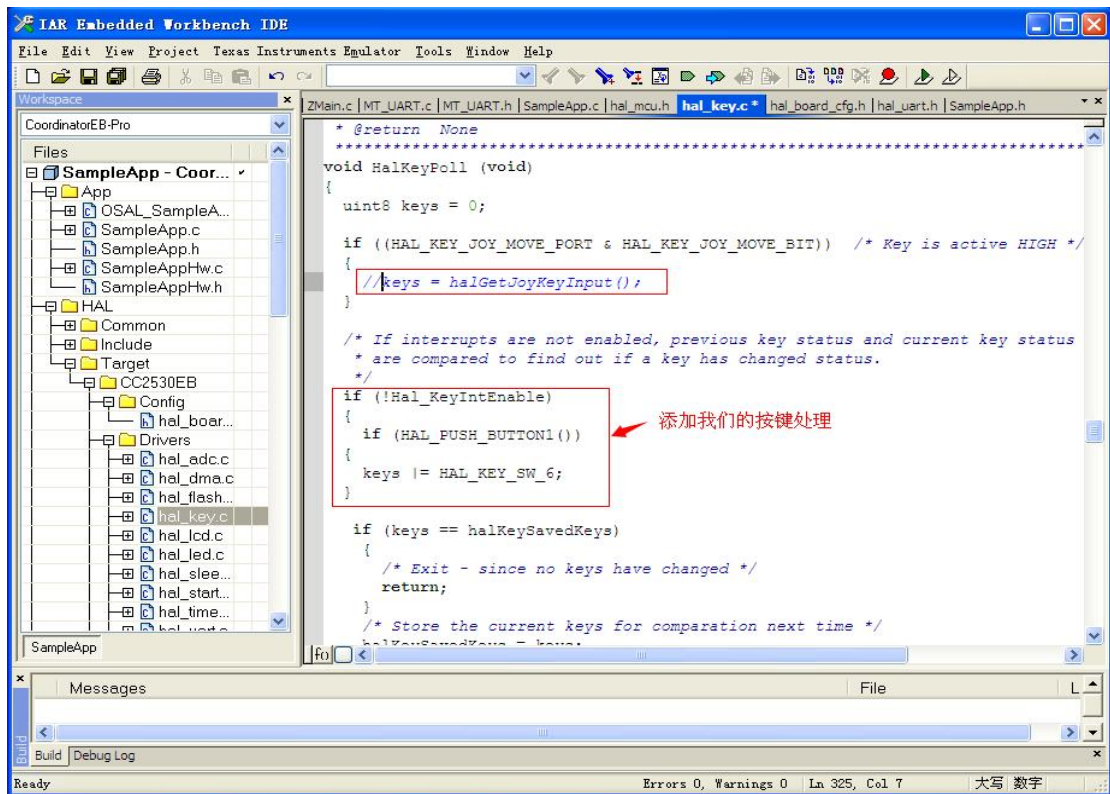 IAR Embedded Workbench IDE
File Edit View Project Texas Instruments Emulator Tools Window Help
Workspace
CoordinatorEB-Pro
Files
SampleApp - Coor...
App
OSAL_SampleA...
SampleApp.c
SampleApp.h
SampleAppHw.c
SampleAppHw.h
HAL
Common
Include
Target
CC2530EB
Config
hal_boar...
Drivers
hal_adc.c
hal_dma.c
hal_flash...
hal_key.c
hal_lcd.c
hal_led.c
hal_slee...
hal_start...
hal_time...
SampleApp
ZMain.c | MT_UART.c | MT_UART.h | SampleApp.c | hal_mcu.h hal_key.c * hal_board_cfg.h | hal_uart.h | SampleApp.h
* @return None
**************************************************************************
void HalKeyPoll (void)
{
uint8 keys = 0;
if ((HAL_KEY_JOY_MOVE_PORT & HAL_KEY_JOY_MOVE_BIT)) /* Key is active HIGH */
{
//keys = halGetJoyKeyInput();
}
/* If interrupts are not enabled, previous key status and current key status
* are compared to find out if a key has changed status.
*/
if (!Hal_KeyIntEnable)
{
if (HAL_PUSH_BUTTON1())
添加我们的按键处理
{
keys |= HAL_KEY_SW_6;
}
if (keys == halKeySavedKeys)
{
/* Exit - since no keys have changed */
return;
}
/* Store the current keys for comparation next time */
halKeySavedKeys = keys;
fo
Messages File L
Build
Build Debug Log
Ready Errors 0, Warnings 0 Ln 325, Col 7 大写 数字